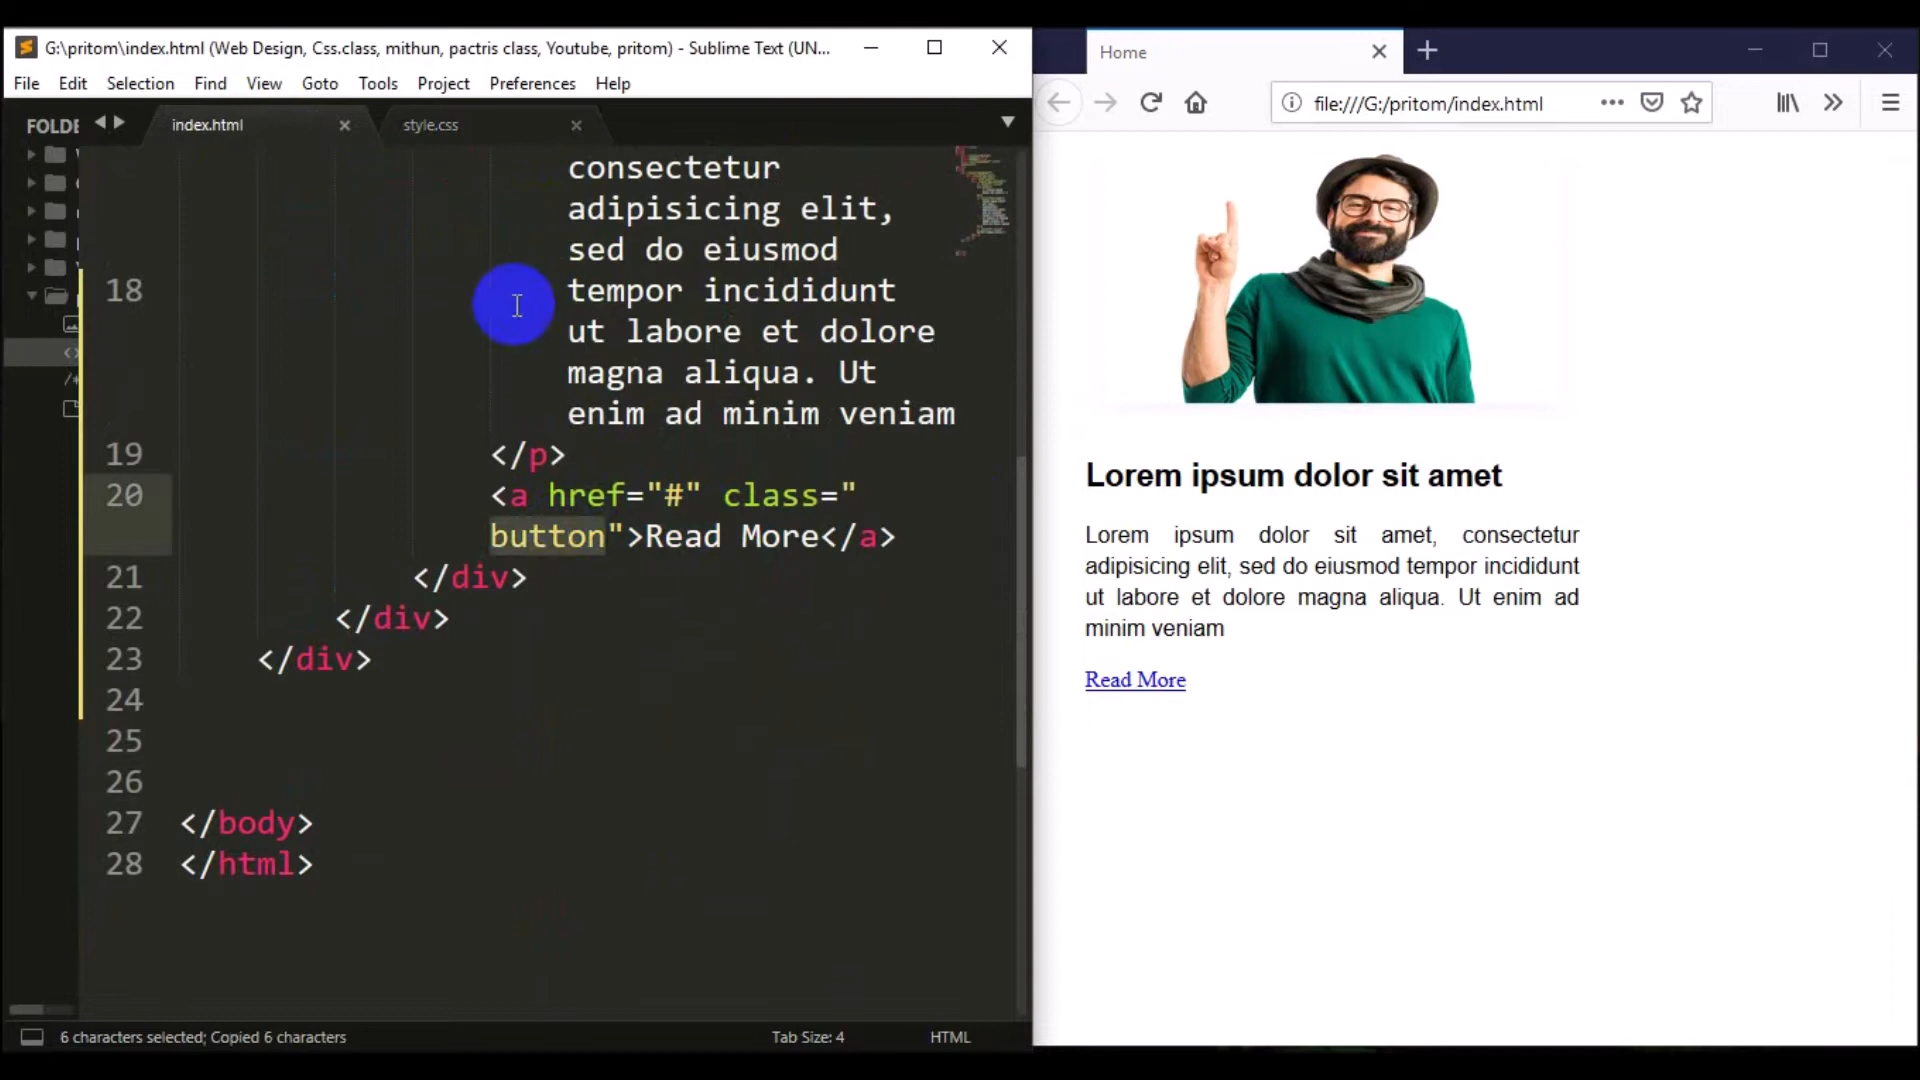 G:\pritom\index.html (Web Design, Css.class, mithun, pactris class, Youtube, pritom) - Sublime Text (UN...
File Edit Selection Find View Goto Tools Project Preferences Help
FOLDE
index.html
style.css
consectetur
adipisicing elit,
sed do eiusmod
18 tempor incididunt
ut labore et dolore
magna aliqua. Ut
enim ad minim veniam
19 </p>
20 <a href="#" class="
button">Read More</a>
21 </div>
22 </div>
23 </div>
24
25
26
27 </body>
28 </html>
6 characters selected; Copied 6 characters
Tab Size: 4
HTML
Home
file:///G:/pritom/index.html
Lorem ipsum dolor sit amet
Lorem ipsum dolor sit amet, consectetur
adipisicing elit, sed do eiusmod tempor incididunt
ut labore et dolore magna aliqua. Ut enim ad
minim veniam
Read More